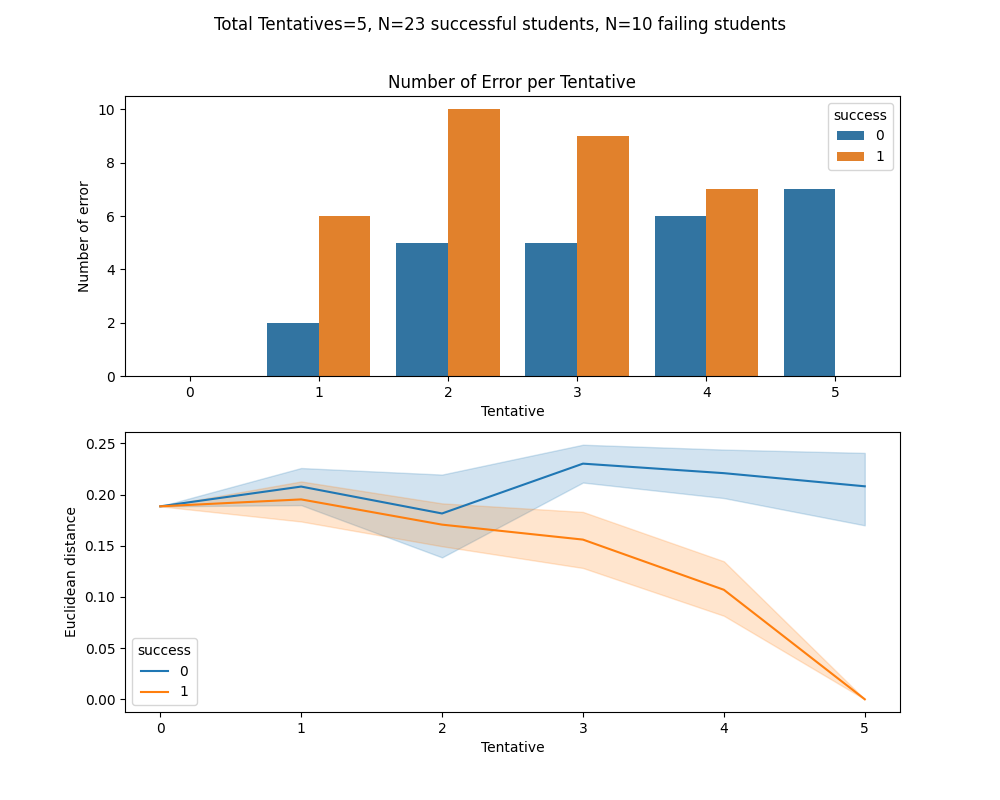 Total Tentatives=5, N=23 successful students, N=10 failing students
Number of Error per Tentative
10
8
6
4
2
0
Number of error
success
0
1
0 1 2 3 4 5
Tentative
0.25
0.20
0.15
0.10
0.05
0.00
Euclidean distance
success
0
1
0 1 2 3 4 5
Tentative